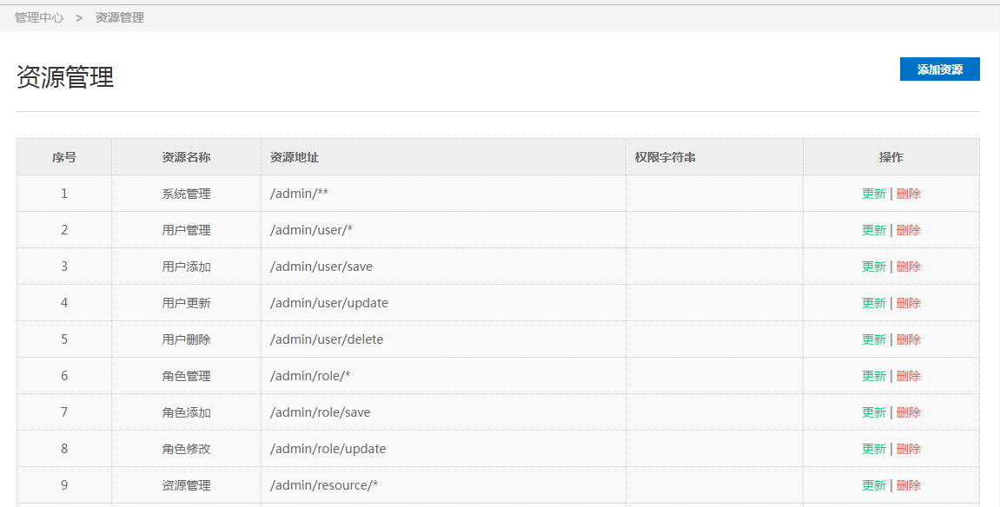 管理中心 > 资源管理
资源管理
添加资源
序号 资源名称 资源地址 权限字符串 操作
1 系统管理 /admin/** 更新 | 删除
2 用户管理 /admin/user/* 更新 | 删除
3 用户添加 /admin/user/save 更新 | 删除
4 用户更新 /admin/user/update 更新 | 删除
5 用户删除 /admin/user/delete 更新 | 删除
6 角色管理 /admin/role/* 更新 | 删除
7 角色添加 /admin/role/save 更新 | 删除
8 角色修改 /admin/role/update 更新 | 删除
9 资源管理 /admin/resource/* 更新 | 删除